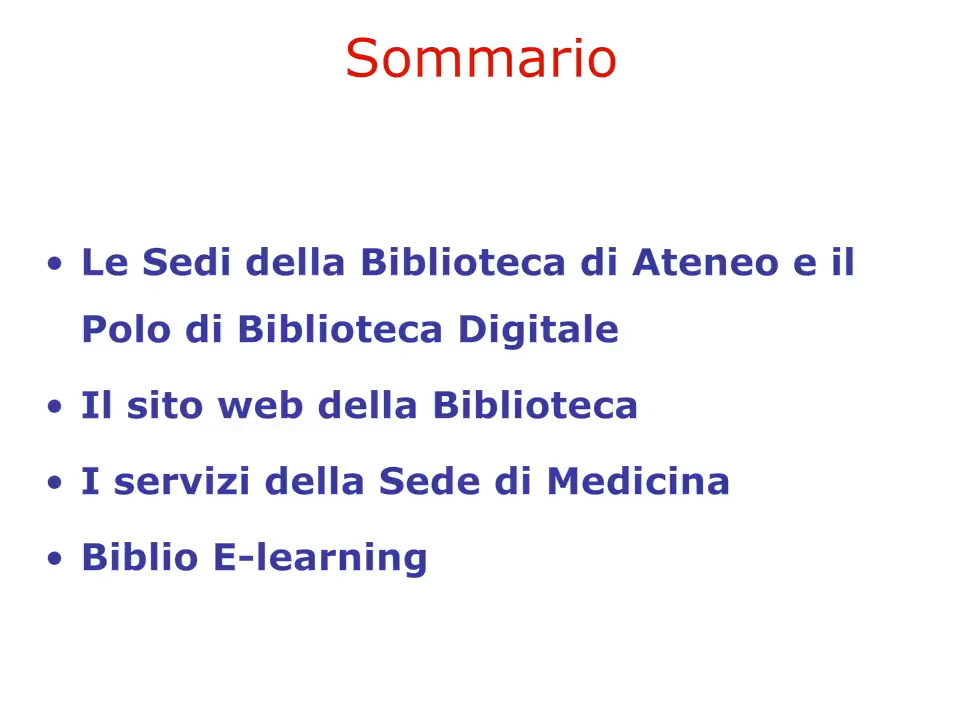 Sommario
• Le Sedi della Biblioteca di Ateneo e il
Polo di Biblioteca Digitale
• Il sito web della Biblioteca
• I servizi della Sede di Medicina
• Biblio E-learning